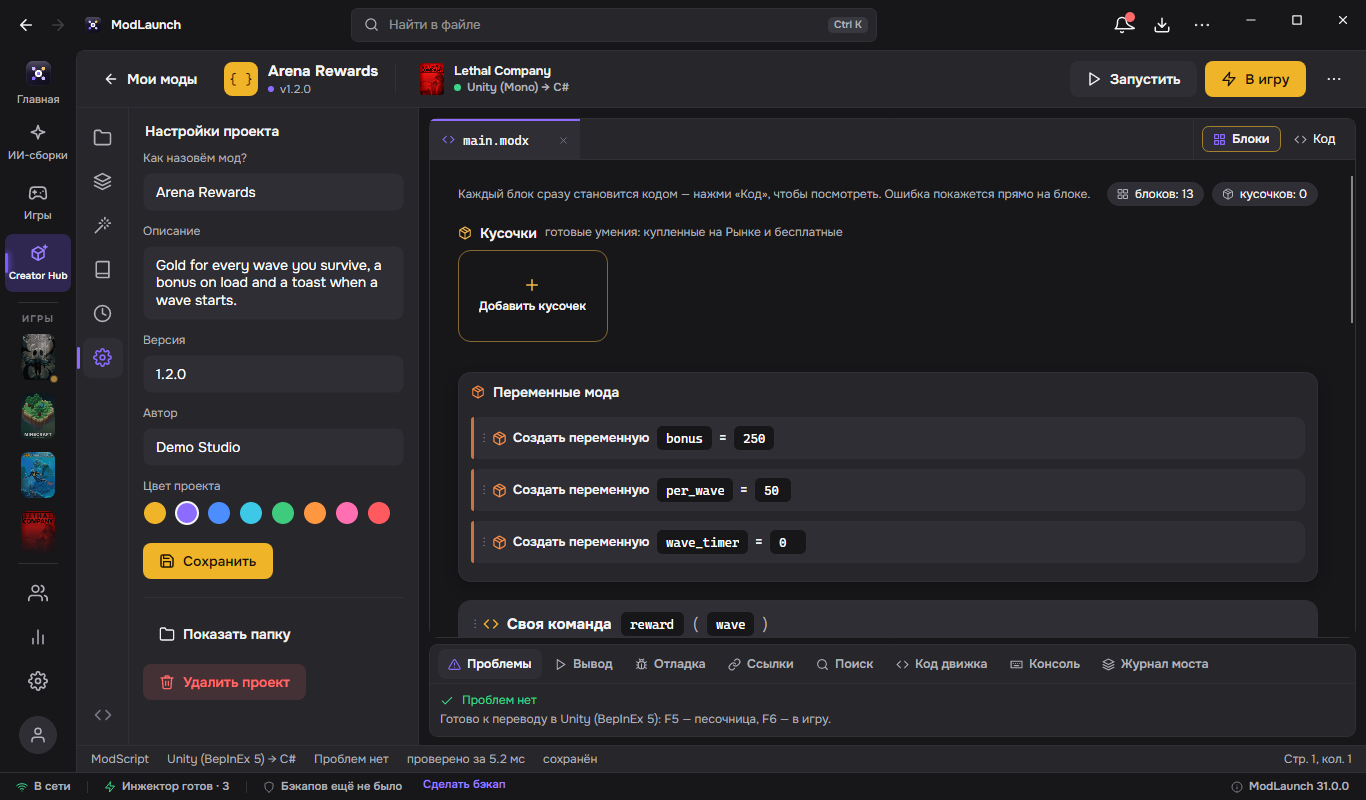 ModLaunch
Найти в файле
Ctrl K
Главная
ИИ-сборки
Игры
Creator Hub
ИГРЫ
MINECRAFT
LETHAL COMPANY
Мои моды
{ }
Arena Rewards
v1.2.0
Lethal Company
Unity (Mono) → C#
Запустить
В игру
Настройки проекта
Как назовём мод?
Arena Rewards
Описание
Gold for every wave you survive, a
bonus on load and a toast when a
wave starts.
Версия
1.2.0
Автор
Demo Studio
Цвет проекта
Сохранить
Показать папку
Удалить проект
main.modx
Блоки
Код
Каждый блок сразу становится кодом — нажми «Код», чтобы посмотреть. Ошибка покажется прямо на блоке.
блоков: 13
кусочков: 0
Кусочки готовые умения: купленные на Рынке и бесплатные
Добавить кусочек
Переменные мода
Создать переменную bonus = 250
Создать переменную per_wave = 50
Создать переменную wave_timer = 0
Своя команда reward ( wave )
Проблемы
Вывод
Отладка
Ссылки
Поиск
Код движка
Консоль
Журнал моста
Проблем нет
Готово к переводу в Unity (BepInEx 5): F5 — песочница, F6 — в игру.
ModScript
Unity (BepInEx 5) → C#
Проблем нет
проверено за 5.2 мс
сохранён
Стр. 1, кол. 1
В сети
Инжектор готов · 3
Бэкапов ещё не было
Сделать бэкап
ModLaunch 31.0.0